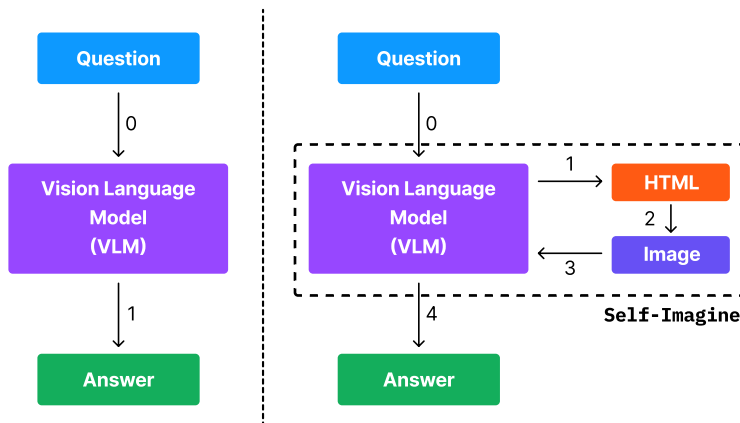 Question
0
Vision Language
Model
(VLM)
1
Answer
Question
0
Vision Language
Model
(VLM)
1
HTML
2
Image
3
Self-Imagine
4
Answer